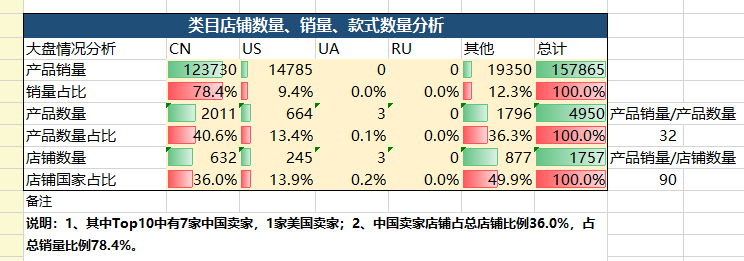 类目店铺数量、销量、款式数量分析
大盘情况分析 CN US UA RU 其他 总计
产品销量 123730 14785 0 0 19350 157865
销量占比 78.4% 9.4% 0.0% 0.0% 12.3% 100.0%
产品数量 2011 664 3 0 1796 4950 产品销量/产品数量
产品数量占比 40.6% 13.4% 0.1% 0.0% 36.3% 100.0% 32
店铺数量 632 245 3 0 877 1757 产品销量/店铺数量
店铺国家占比 36.0% 13.9% 0.2% 0.0% 49.9% 100.0% 90
备注
说明：1、其中Top10中有7家中国卖家，1家美国卖家；2、中国卖家店铺占总店铺比例36.0%，占
总销量比例78.4%。